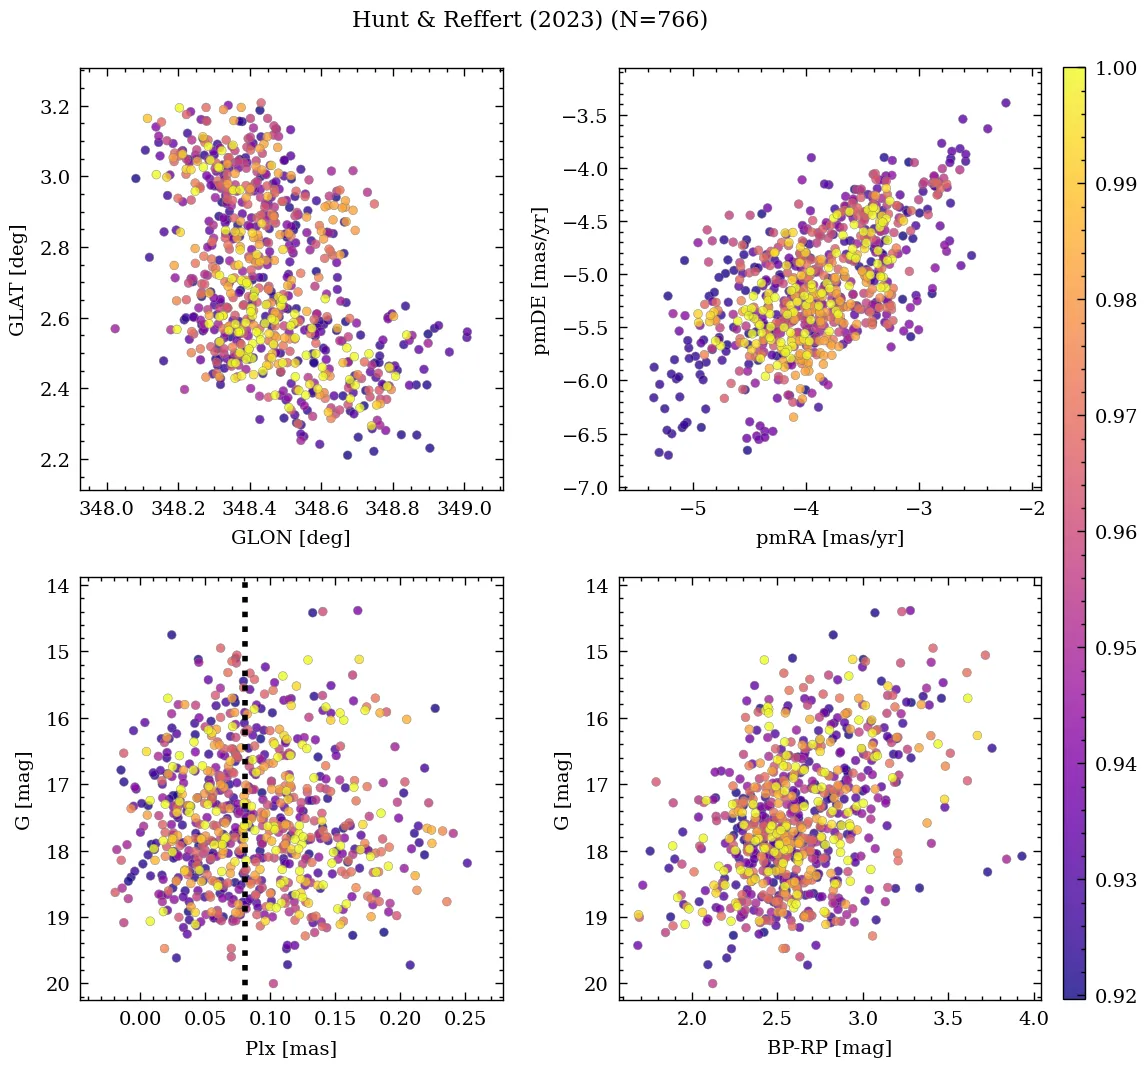 Hunt & Reffert (2023) (N=766)
3.2
3.0
2.8
2.6
2.4
2.2
GLAT [deg]
348.0 348.2 348.4 348.6 348.8 349.0
GLON [deg]
−3.5
−4.0
−4.5
−5.0
−5.5
−6.0
−6.5
−7.0
pmDE [mas/yr]
−5 −4 −3 −2
pmRA [mas/yr]
14
15
16
17
18
19
20
G [mag]
0.00 0.05 0.10 0.15 0.20 0.25
Plx [mas]
14
15
16
17
18
19
20
G [mag]
2.0 2.5 3.0 3.5 4.0
BP-RP [mag]
1.00
0.99
0.98
0.97
0.96
0.95
0.94
0.93
0.92